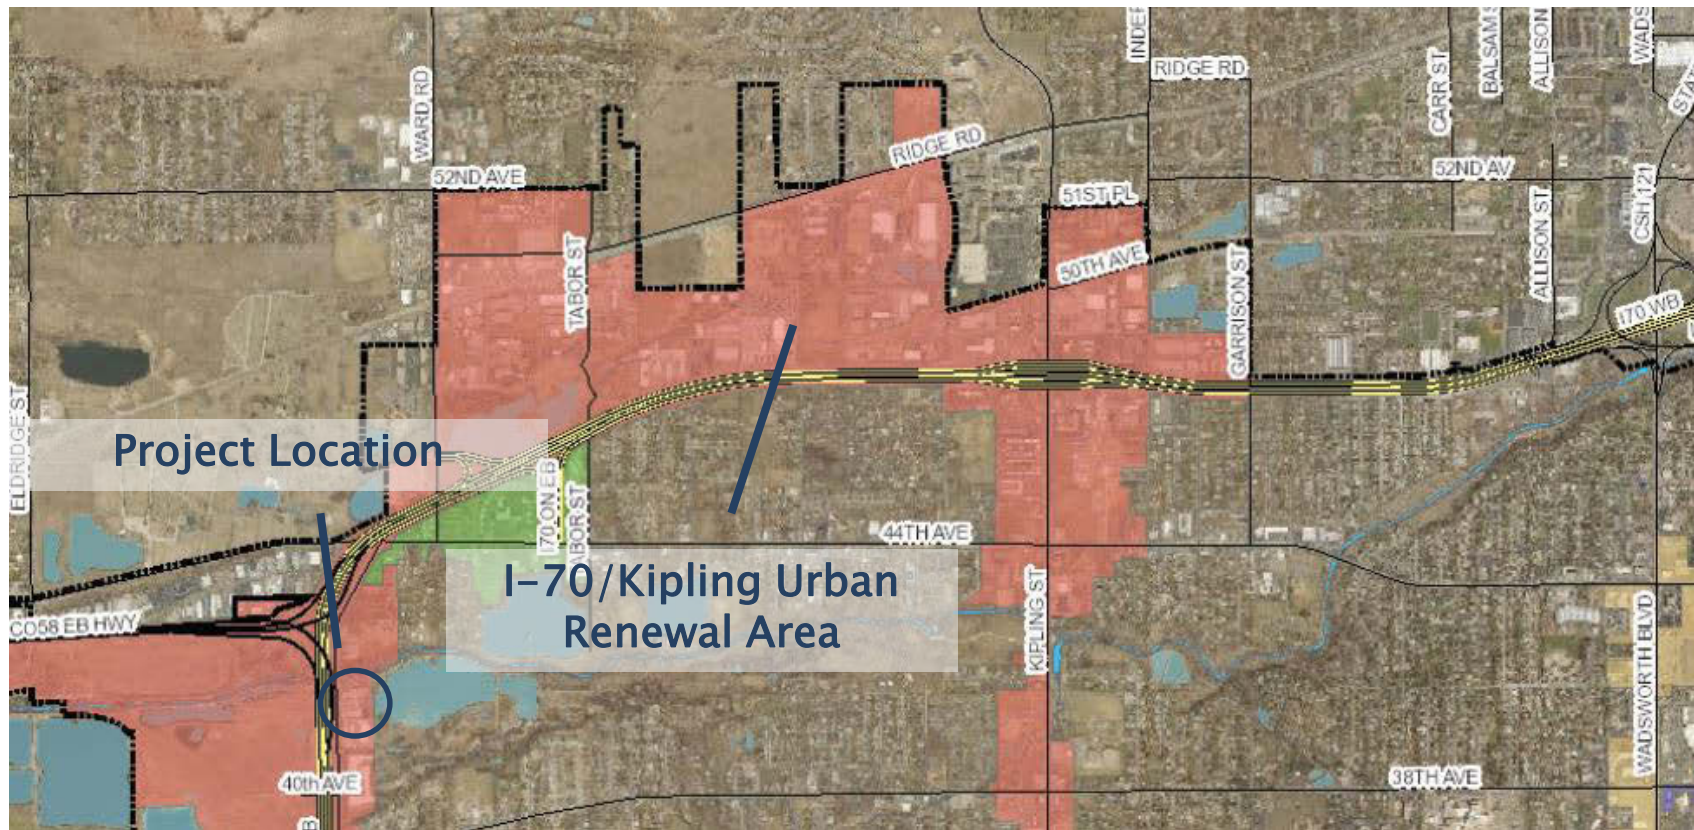 WARD RD
52ND AVE
TABOR ST
RIDGE RD
RIDGE RD
CARR ST
ALLISON
52ND AV
51ST PL
50TH AVE
GARRISON ST
ALLISON ST
CSH 121
I70 WB
ELDRIDGE ST
Project Location
I70 ON EB
44TH AVE
I-70/Kipling Urban
Renewal Area
CO58 EB HWY
KIPLING ST
WADSWORTH BLVD
40th AVE
38TH AVE